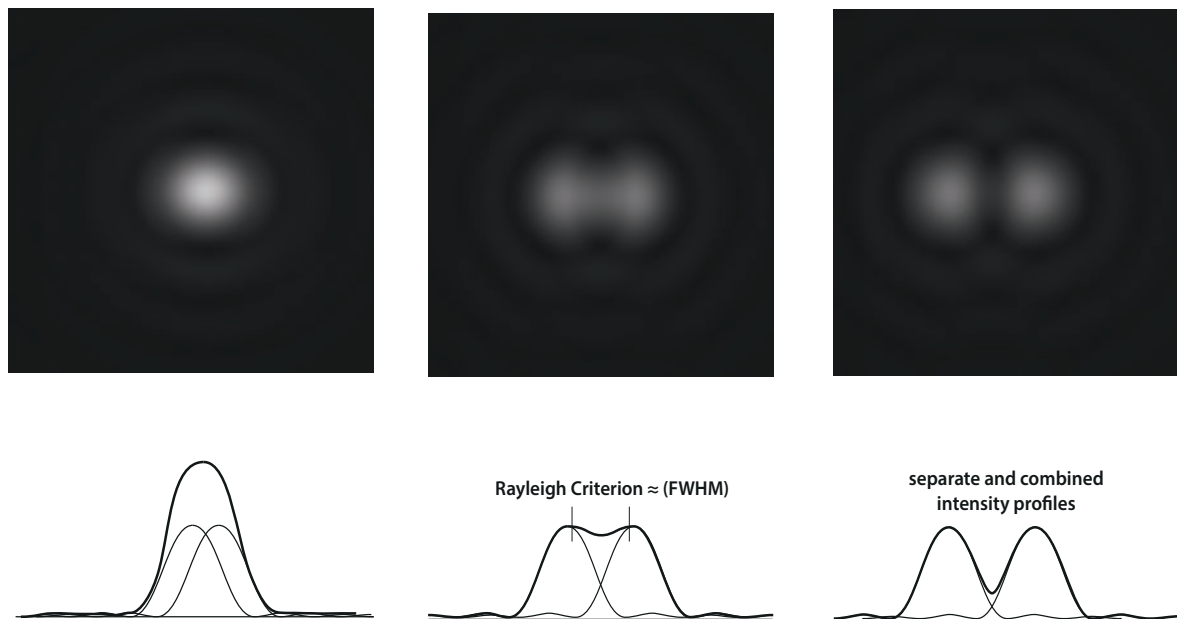 Rayleigh Criterion ≈ (FWHM)
separate and combined
intensity profiles